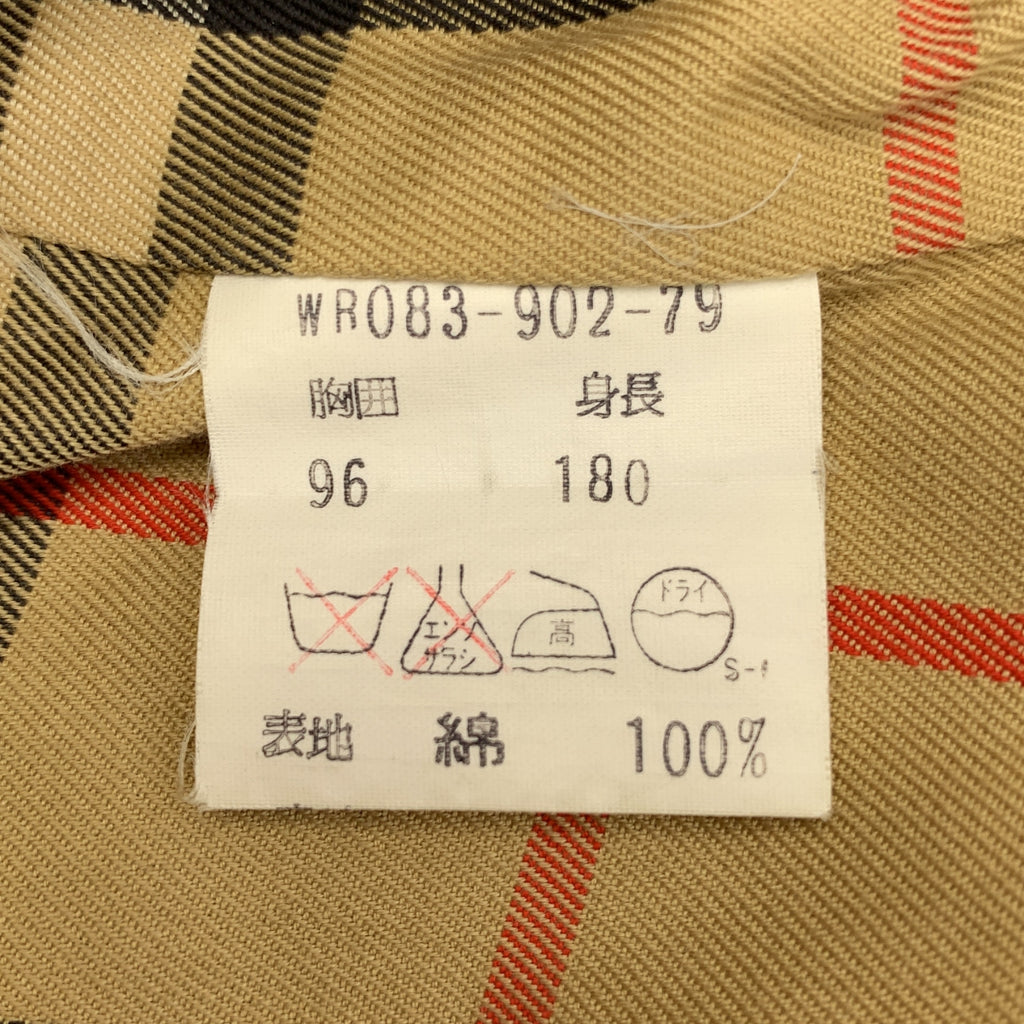 WR083-902-79
胸囲 身長
96 180
エンソ サラシ 高 ドライ
表地 綿 100%